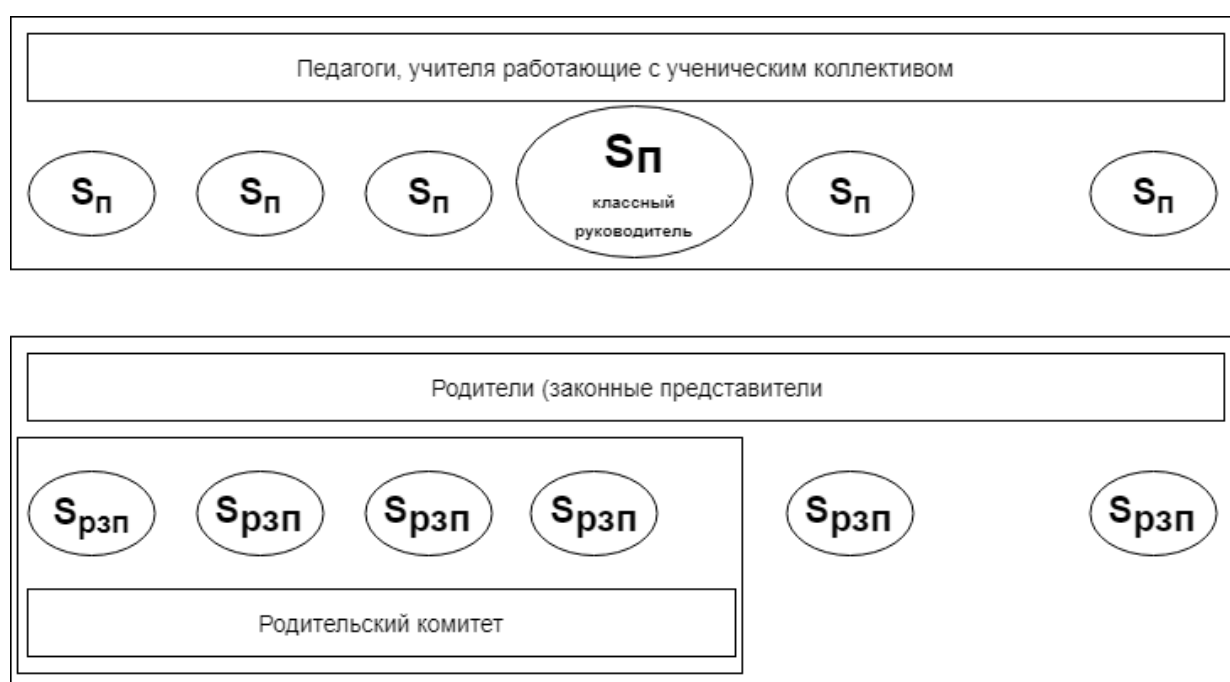 Педагоги, учителя работающие с ученическим коллективом
Sп Sп Sп Sп Sп Sп
классный
руководитель
Родители (законные представители
Sрзп Sрзп Sрзп Sрзп Sрзп Sрзп
Родительский комитет